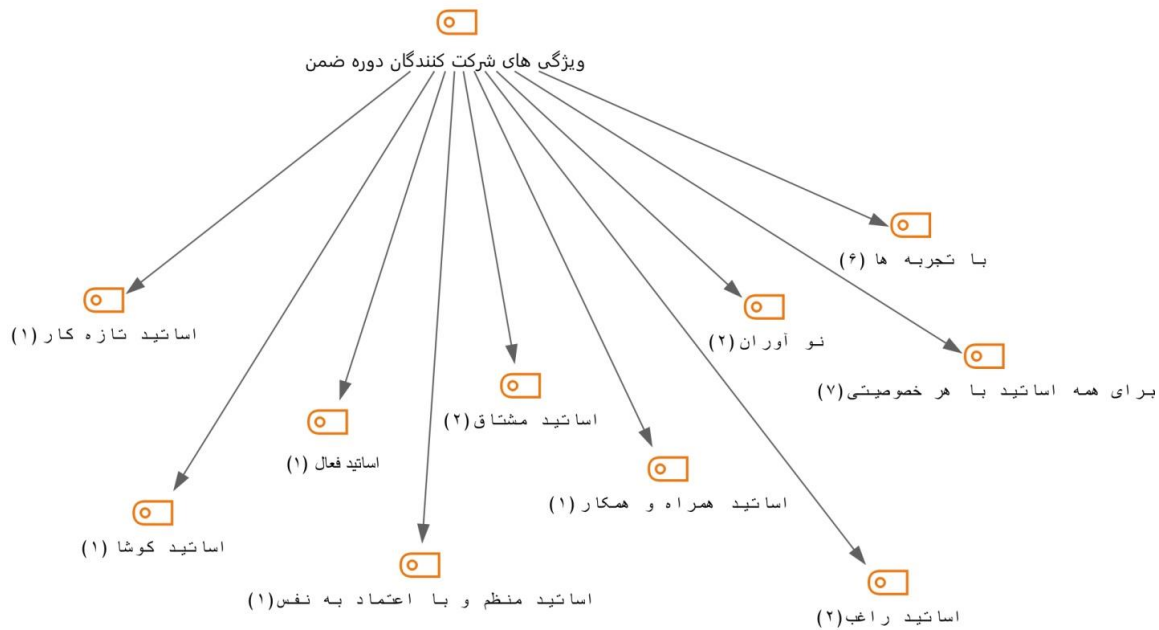 ویژگی های شرکت کنندگان دوره ضمن
با تجربه ها (۶)
اساتید تازه کار (۱)
نو آوران (۲)
برای همه اساتید با هر خصوصیتی (۷)
اساتید مشتاق (۲)
اساتید فعال (۱)
اساتید همراه و همکار (۱)
اساتید کوشا (۱)
اساتید منظم و با اعتماد به نفس (۱)
اساتید راغب (۲)